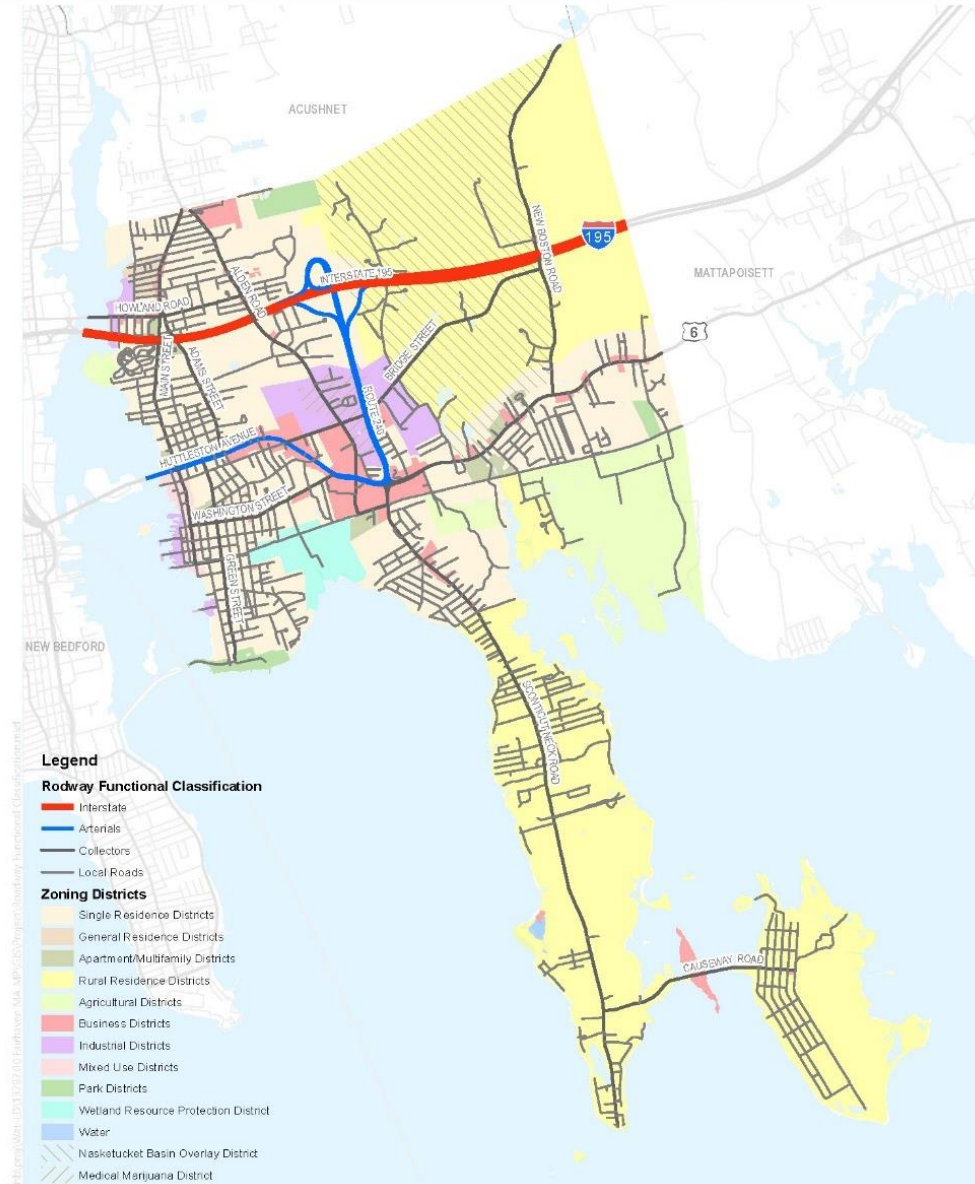 ACUSHNET
MATTAPOISETT
NEW BOSTON ROAD
195
INTERSTATE 195
HOWLAND ROAD
ALDEN ROAD
6
MAIN STREET
ADAMS STREET
BRIDGE STREET
ROUTE 240
HUTTLESTON AVENUE
WASHINGTON STREET
GREEN STREET
NEW BEDFORD
SCONTICUT NECK ROAD
CAUSEWAY ROAD
Legend
Rodway Functional Classification
Interstate
Arterials
Collectors
Local Roads
Zoning Districts
Single Residence Districts
General Residence Districts
Apartment/Multifamily Districts
Rural Residence Districts
Agricultural Districts
Business Districts
Industrial Districts
Mixed Use Districts
Park Districts
Wetland Resource Protection District
Water
Nasketucket Basin Overlay District
Medical Marijuana District